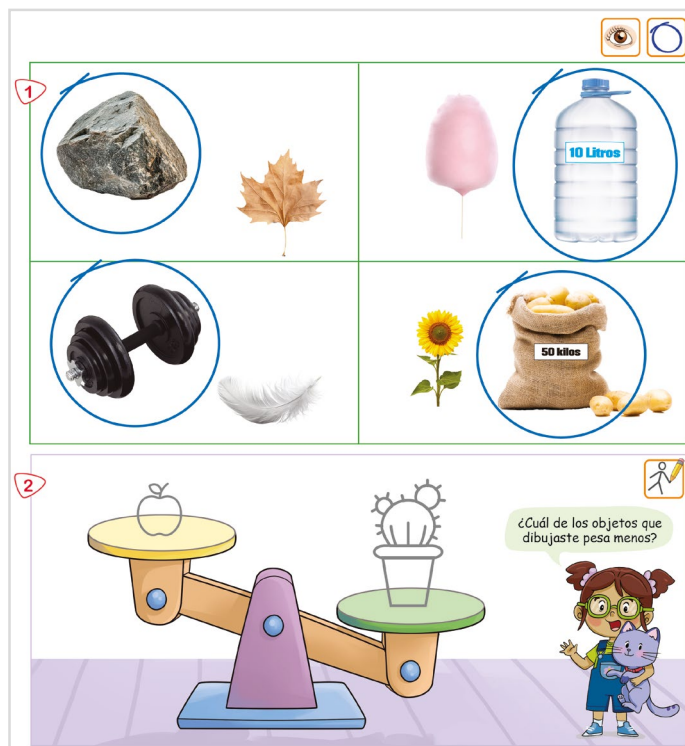 1
10 Litros
50 kilos
2
¿Cuál de los objetos que
dibujaste pesa menos?